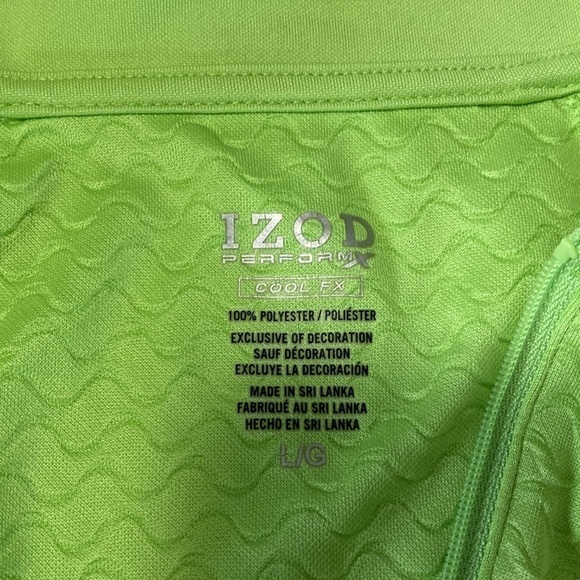 IZOD
PERFORM X
COOL FX
100% POLYESTER / POLIÉSTER
EXCLUSIVE OF DECORATION
SAUF DÉCORATION
EXCLUYE LA DECORACIÓN
MADE IN SRI LANKA
FABRIQUÉ AU SRI LANKA
HECHO EN SRI LANKA
L/G